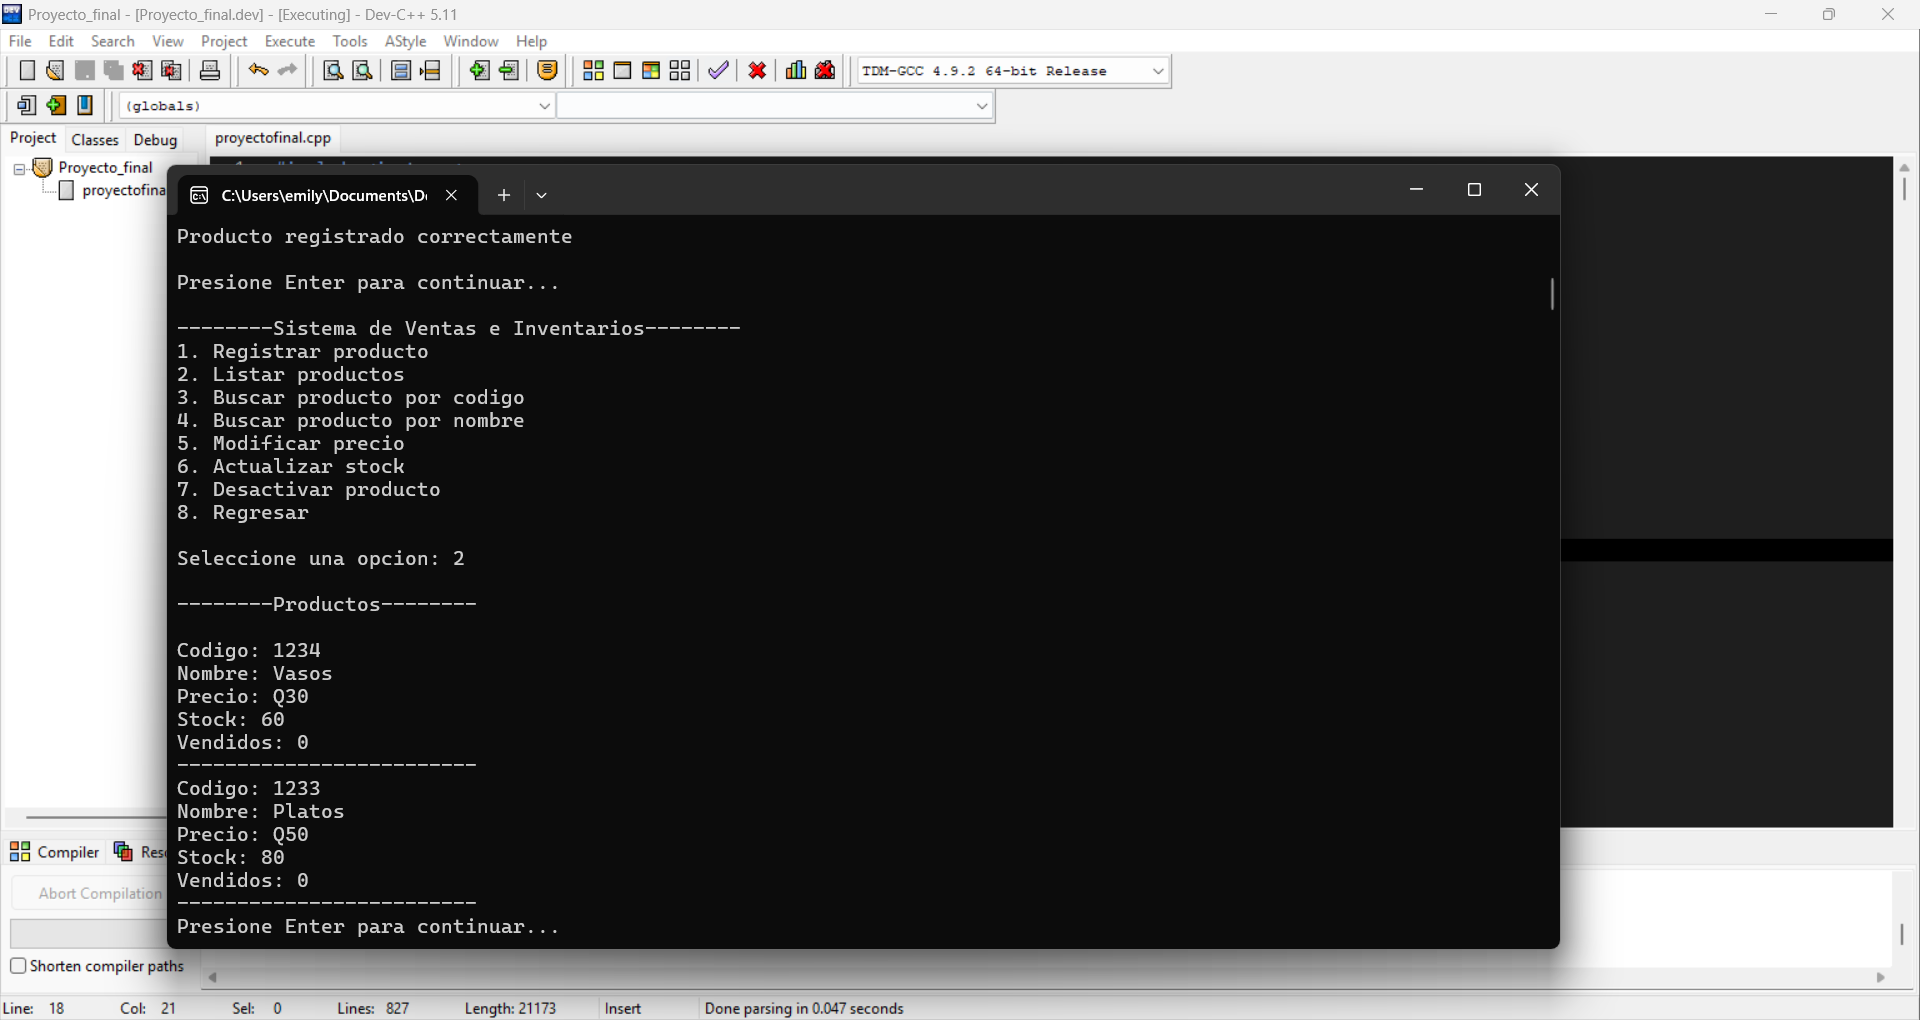 Proyecto_final - [Proyecto_final.dev] - [Executing] - Dev-C++ 5.11
File Edit Search View Project Execute Tools AStyle Window Help
TDM-GCC 4.9.2 64-bit Release
(globals)
Project Classes Debug
proyectofinal.cpp
Proyecto_final
proyectofina
C:\Users\emily\Documents\D
Producto registrado correctamente
Presione Enter para continuar...
--------Sistema de Ventas e Inventarios--------
1. Registrar producto
2. Listar productos
3. Buscar producto por codigo
4. Buscar producto por nombre
5. Modificar precio
6. Actualizar stock
7. Desactivar producto
8. Regresar
Seleccione una opcion: 2
--------Productos--------
Codigo: 1234
Nombre: Vasos
Precio: Q30
Stock: 60
Vendidos: 0
-------------------------
Codigo: 1233
Nombre: Platos
Precio: Q50
Stock: 80
Vendidos: 0
-------------------------
Presione Enter para continuar...
Compiler
Res
Abort Compilation
Shorten compiler paths
Line: 18 Col: 21 Sel: 0 Lines: 827 Length: 21173 Insert Done parsing in 0.047 seconds